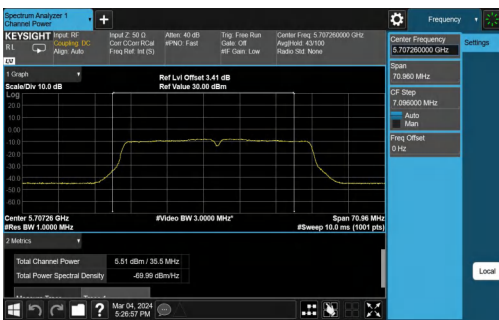 Spectrum Analyzer 1
Channel Power
Frequency
KEYSIGHT
Input: RF
Coupling: DC
Align: Auto
Input Z: 50 Ω
Corr CCorr RCal
Freq Ref: Int (S)
Atten: 40 dB
#PNO: Fast
Trig: Free Run
Gate: Off
#IF Gain: Low
Center Freq: 5.707260000 GHz
Avg|Hold: 43/100
Radio Std: None
RL
Center Frequency
5.707260000 GHz
Settings
Span
70.960 MHz
CF Step
7.096000 MHz
Auto
Man
Freq Offset
0 Hz
1 Graph
Ref Lvl Offset 3.41 dB
Scale/Div 10.0 dB
Ref Value 30.00 dBm
Log
20.0
10.0
0.00
-10.0
-20.0
-30.0
-40.0
-50.0
-60.0
Center 5.70726 GHz
#Video BW 3.0000 MHz*
Span 70.96 MHz
#Res BW 1.0000 MHz
#Sweep 10.0 ms (1001 pts)
2 Metrics
Total Channel Power
5.51 dBm / 35.5 MHz
Total Power Spectral Density
-69.99 dBm/Hz
Local
?
Mar 04, 2024
5:26:57 PM